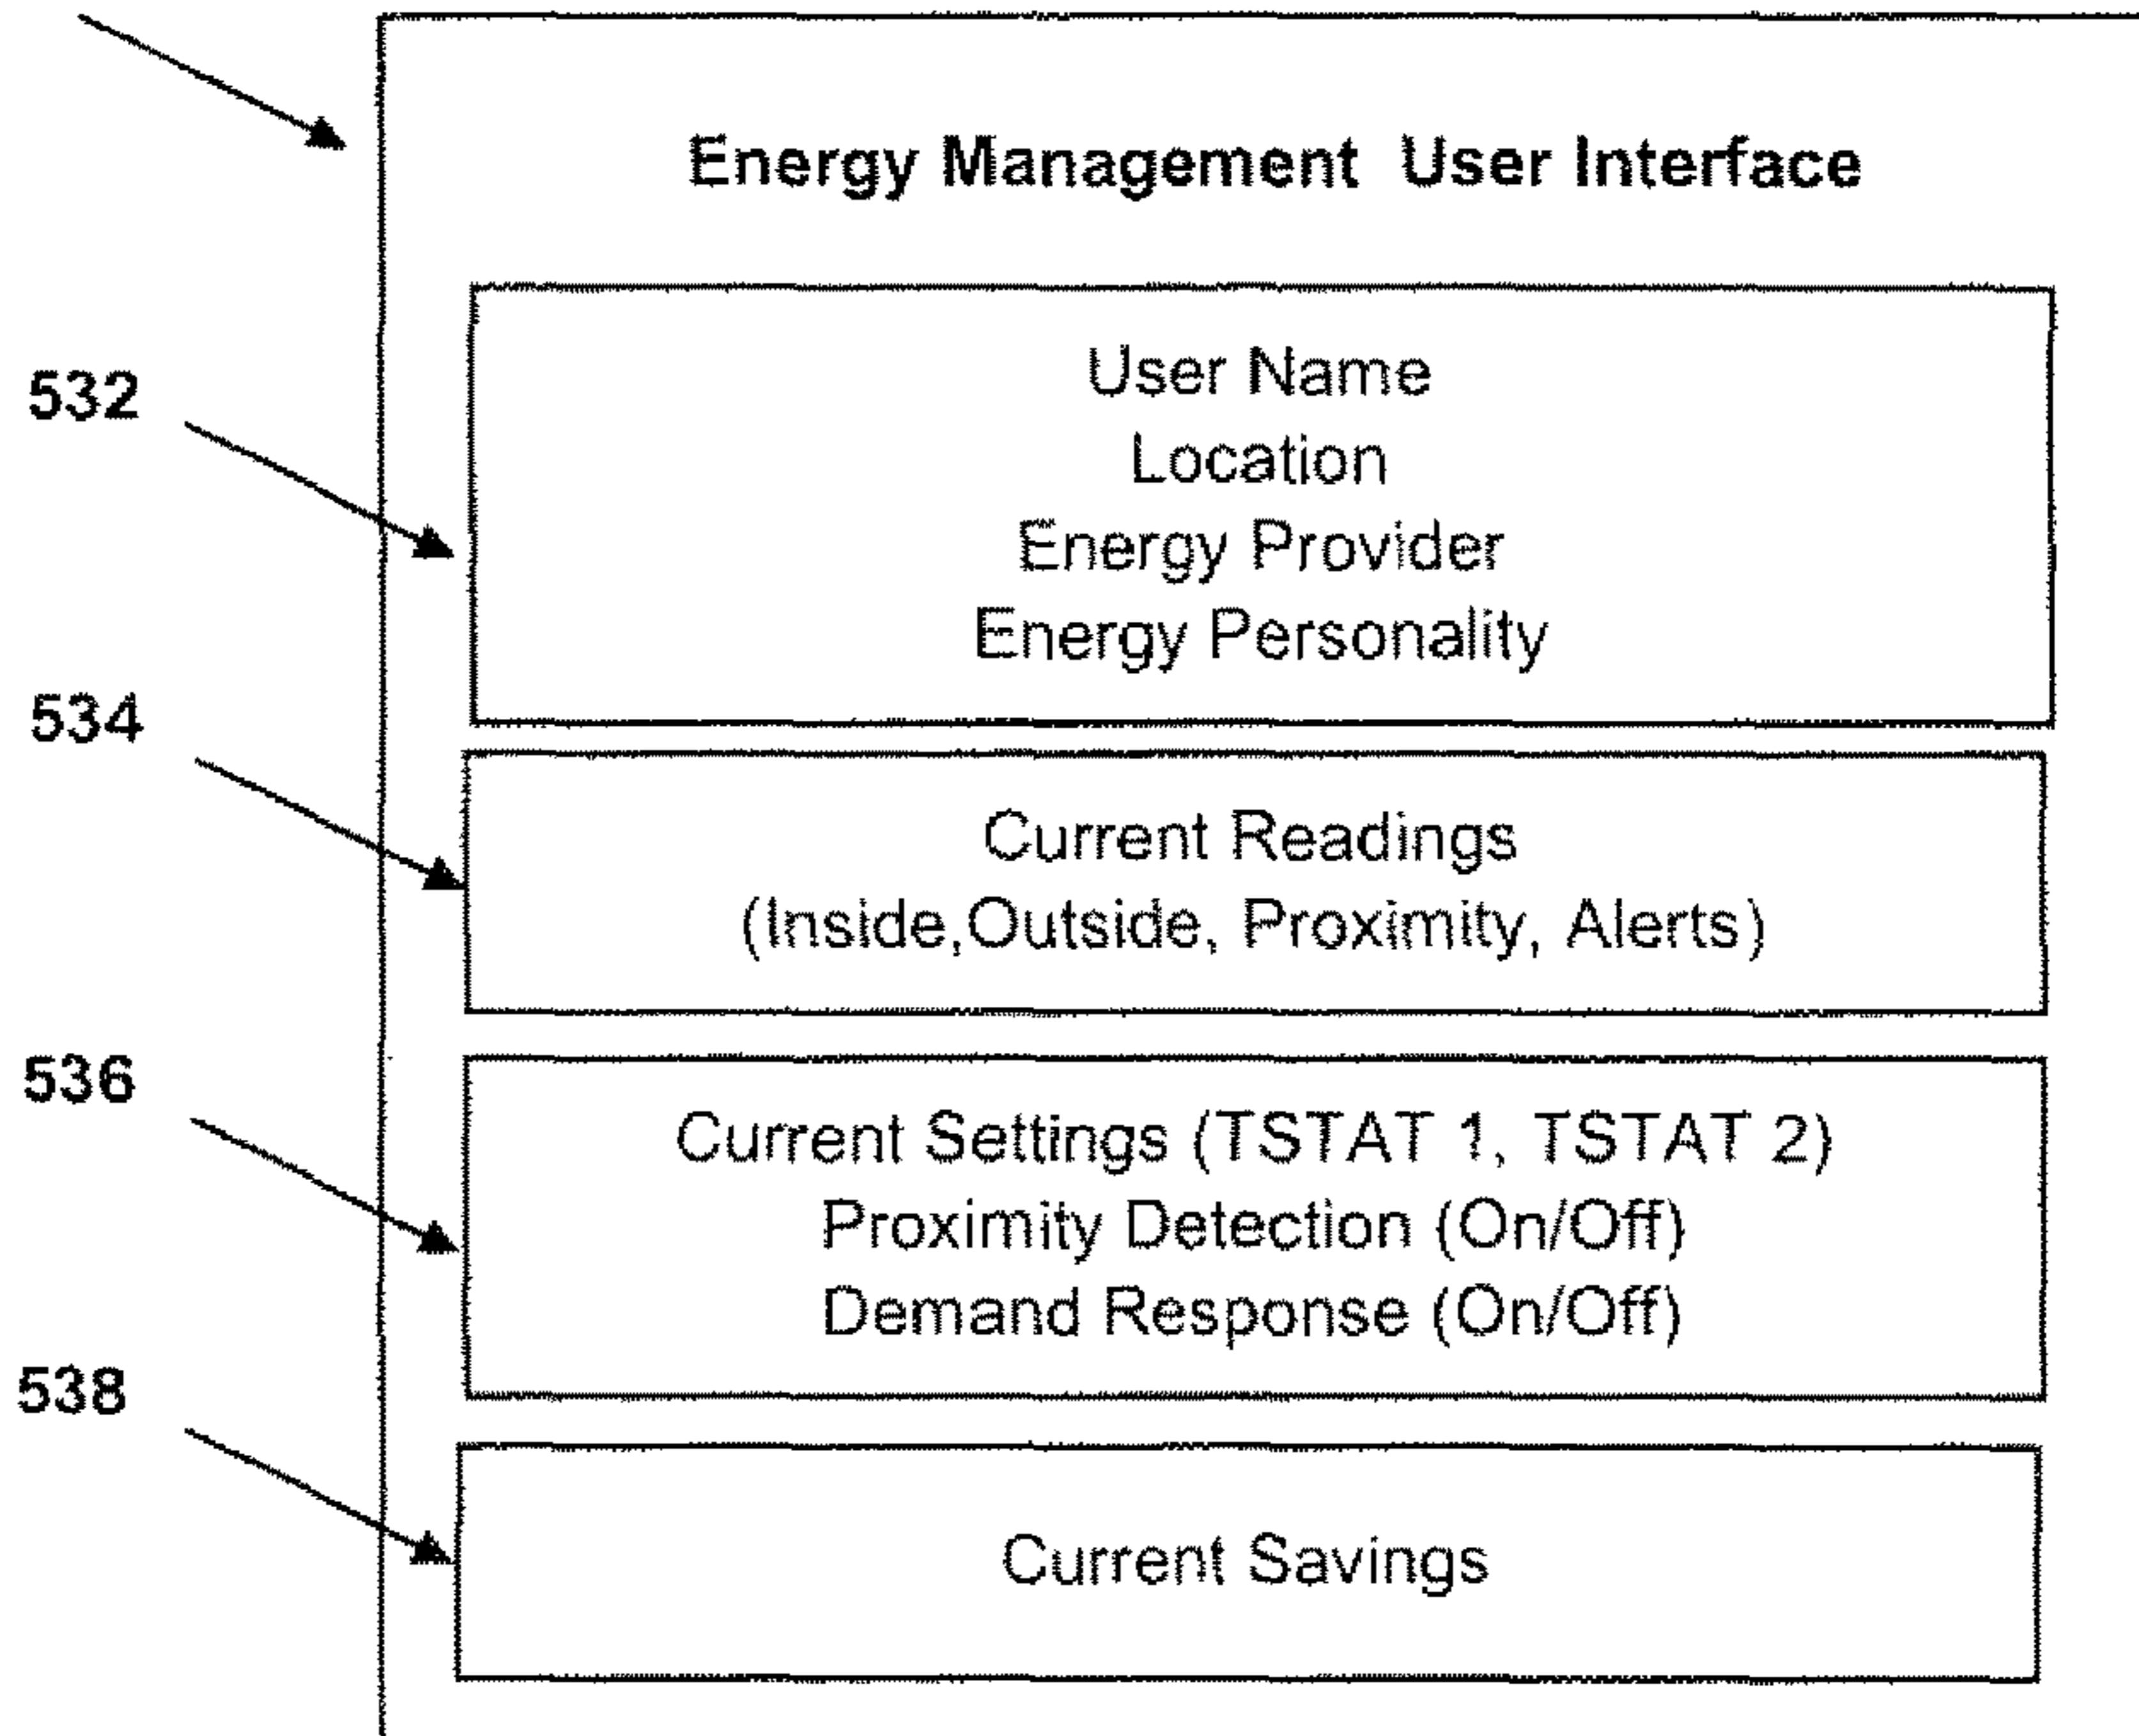 Energy Management User Interface
532
User Name
Location
Energy Provider
Energy Personality
534
Current Readings
(Inside,Outside, Proximity, Alerts)
536
Current Settings (TSTAT 1, TSTAT 2)
Proximity Detection (On/Off)
Demand Response (On/Off)
538
Current Savings